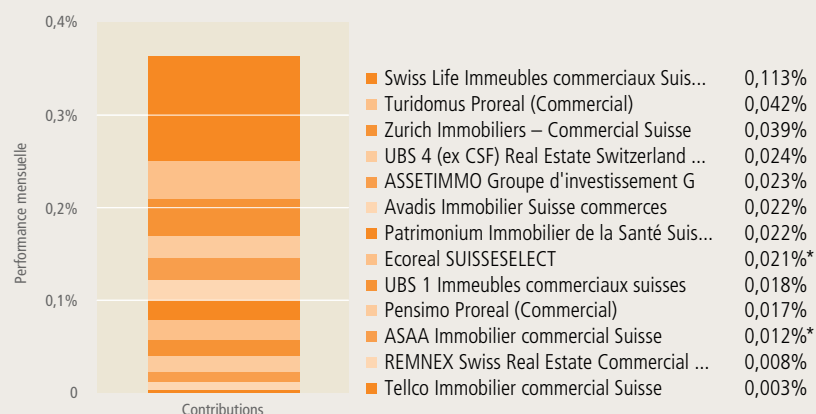 0,4%
0,3%
0,2%
0,1%
0
Performance mensuelle
Contributions
Swiss Life Immeubles commerciaux Suis... 0,113%
Turidomus Proreal (Commercial) 0,042%
Zurich Immobiliers – Commercial Suisse 0,039%
UBS 4 (ex CSF) Real Estate Switzerland ... 0,024%
ASSETIMMO Groupe d'investissement G 0,023%
Avadis Immobilier Suisse commerces 0,022%
Patrimonium Immobilier de la Santé Suis... 0,022%
Ecoreal SUISSESELECT 0,021%*
UBS 1 Immeubles commerciaux suisses 0,018%
Pensimo Proreal (Commercial) 0,017%
ASAA Immobilier commercial Suisse 0,012%*
REMNEX Swiss Real Estate Commercial ... 0,008%
Tellco Immobilier commercial Suisse 0,003%